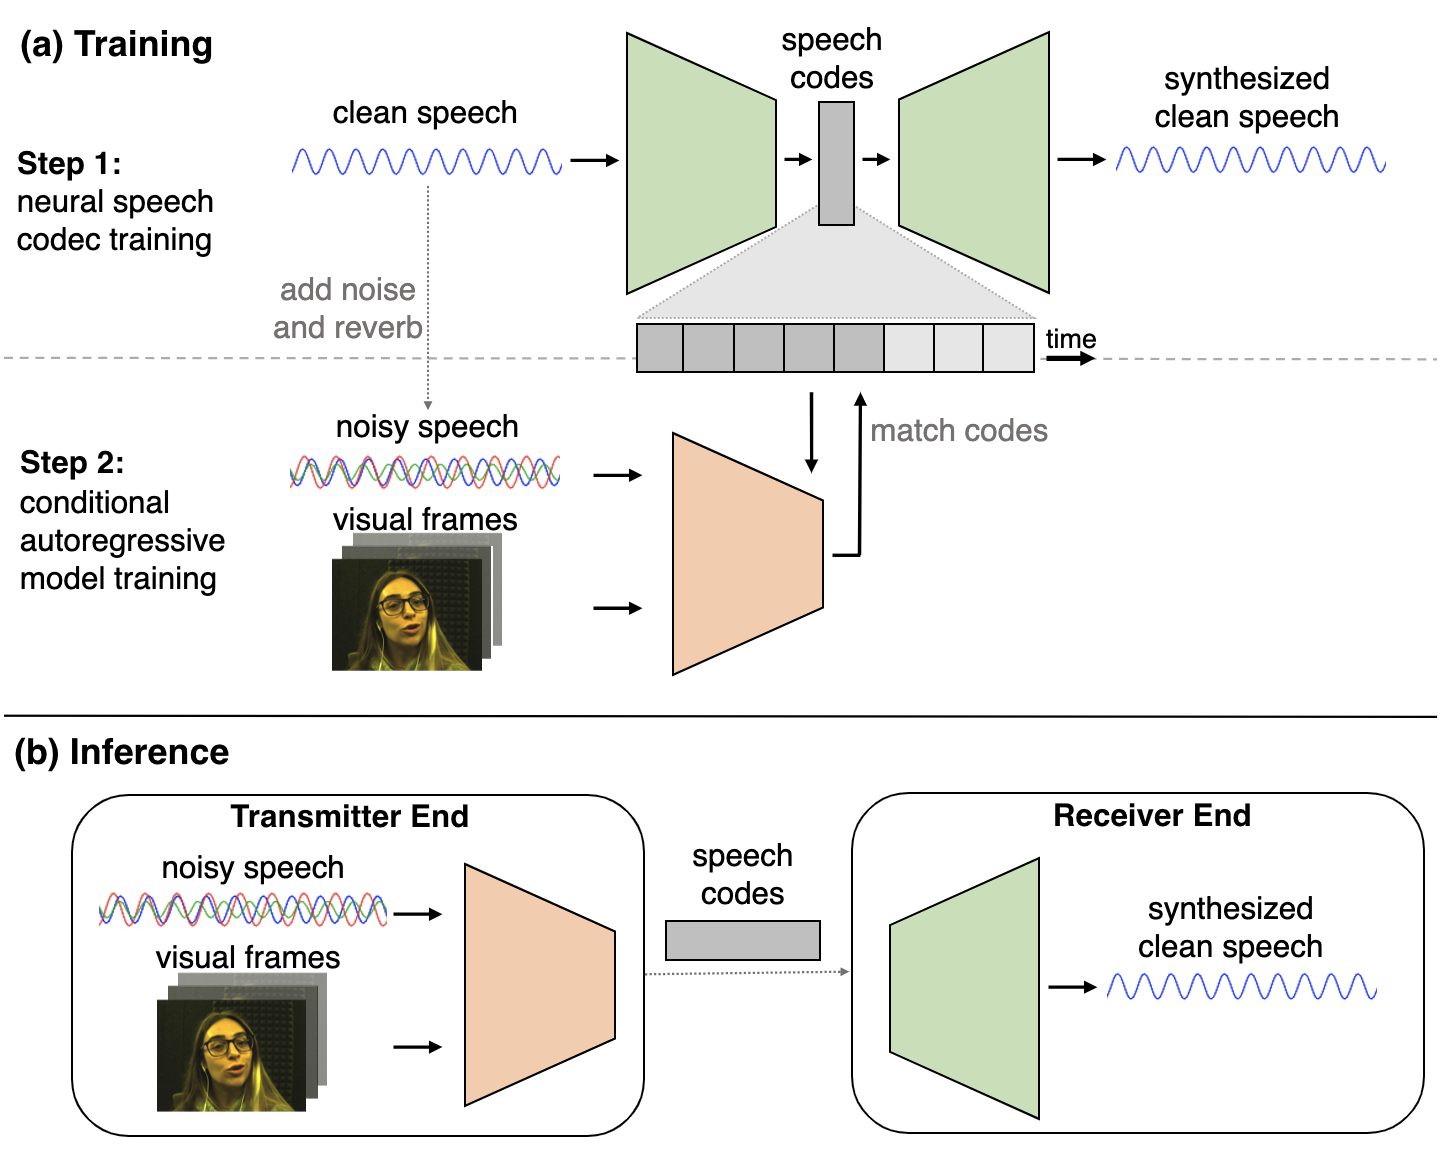 (a) Training
speech
codes
clean speech
synthesized
clean speech
Step 1:
neural speech
codec training
add noise
and reverb
time
noisy speech
match codes
Step 2:
conditional
autoregressive
model training
visual frames
(b) Inference
Transmitter End
noisy speech
visual frames
speech
codes
Receiver End
synthesized
clean speech